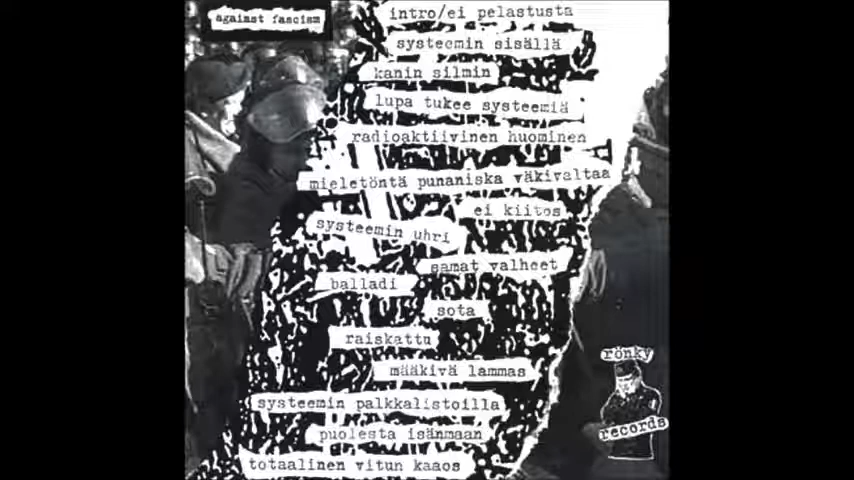 against fascism
intro/ei pelastusta
systeemin sisällä
kanin silmin
lupa tukee systeemiä
radioaktiivinen huominen
mieletöntä punaniska väkivaltaa
ei kiitos
systeemin uhri
samat valheet
balladi
sota
raiskattu
määkivä lammas
systeemin palkkalistoilla
puolesta isänmaan
totaalinen vitun kaaos
rönky
records